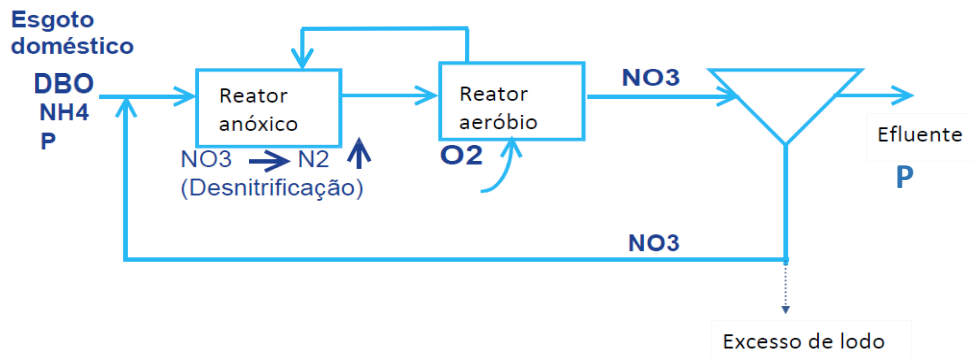 Esgoto
doméstico
DBO
NH4
P
Reator
anóxico
NO3 → N2 ↑
(Desnitrificação)
Reator
aeróbio
O2
NO3
Efluente
P
NO3
Excesso de lodo